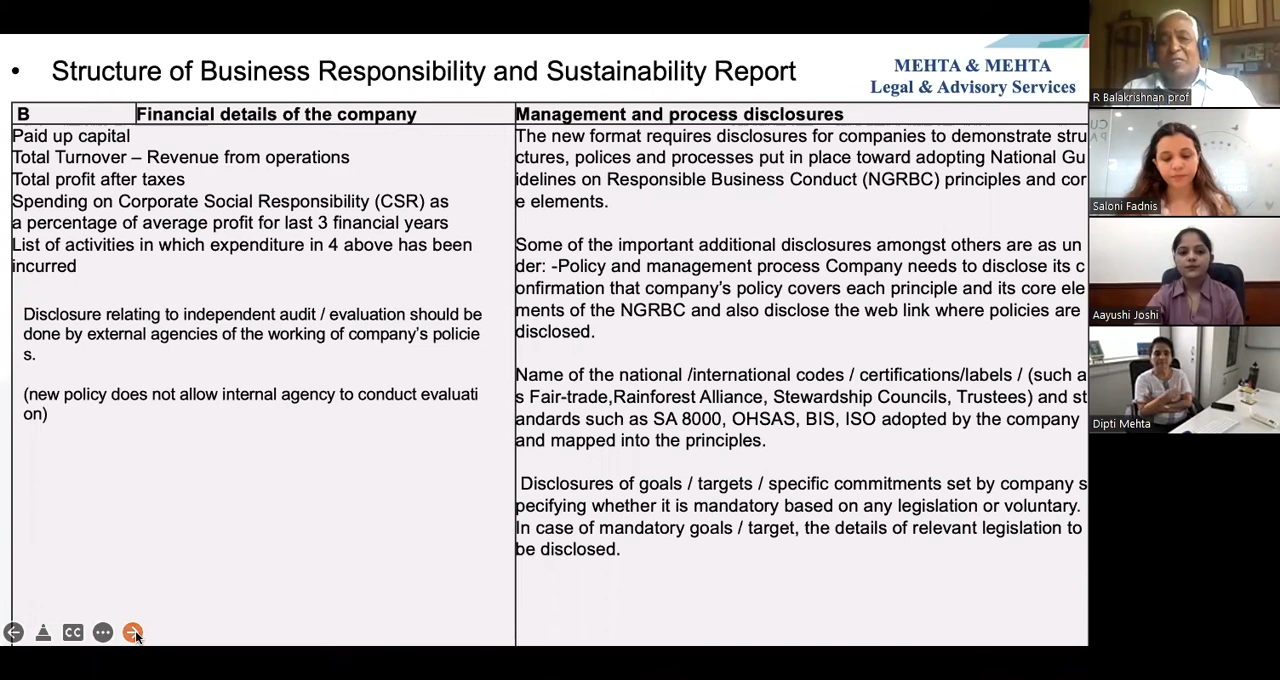 • Structure of Business Responsibility and Sustainability Report
MEHTA & MEHTA
Legal & Advisory Services
B
Financial details of the company
Paid up capital
Total Turnover – Revenue from operations
Total profit after taxes
Spending on Corporate Social Responsibility (CSR) as
a percentage of average profit for last 3 financial years
List of activities in which expenditure in 4 above has been
incurred
Disclosure relating to independent audit / evaluation should be
done by external agencies of the working of company’s policie
s.
(new policy does not allow internal agency to conduct evaluati
on)
Management and process disclosures
The new format requires disclosures for companies to demonstrate stru
ctures, polices and processes put in place toward adopting National Gu
idelines on Responsible Business Conduct (NGRBC) principles and cor
e elements.
Some of the important additional disclosures amongst others are as un
der: -Policy and management process Company needs to disclose its c
onfirmation that company’s policy covers each principle and its core ele
ments of the NGRBC and also disclose the web link where policies are
disclosed.
Name of the national /international codes / certifications/labels / (such a
s Fair-trade,Rainforest Alliance, Stewardship Councils, Trustees) and st
andards such as SA 8000, OHSAS, BIS, ISO adopted by the company
and mapped into the principles.
Disclosures of goals / targets / specific commitments set by company s
pecifying whether it is mandatory based on any legislation or voluntary.
In case of mandatory goals / target, the details of relevant legislation to
be disclosed.
CC
R Balakrishnan prof
Saloni Fadnis
Aayushi Joshi
Dipti Mehta